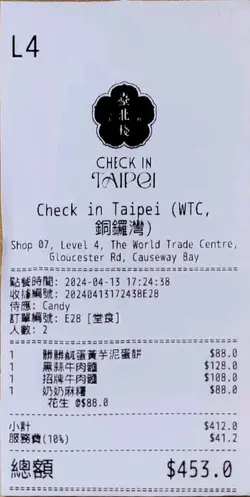 L4
臺北棧
CHECK IN
TAIPEI
Check in Taipei (WTC,
銅鑼灣)
Shop 07, Level 4, The World Trade Centre,
Gloucester Rd, Causeway Bay
點餐時間: 2024-04-13 17:24:38
收據編號: 20240413172438E28
侍應: Candy
訂單編號: E28 [堂食]
人數: 2
1 髒髒鹹蛋黃芋泥蛋餅 $88.0
1 黑蒜牛肉麵 $128.0
1 招牌牛肉麵 $108.0
1 奶奶麻糬 $88.0
花生 @$88.0
小計 $412.0
服務費(10%) $41.2
總額 $453.0